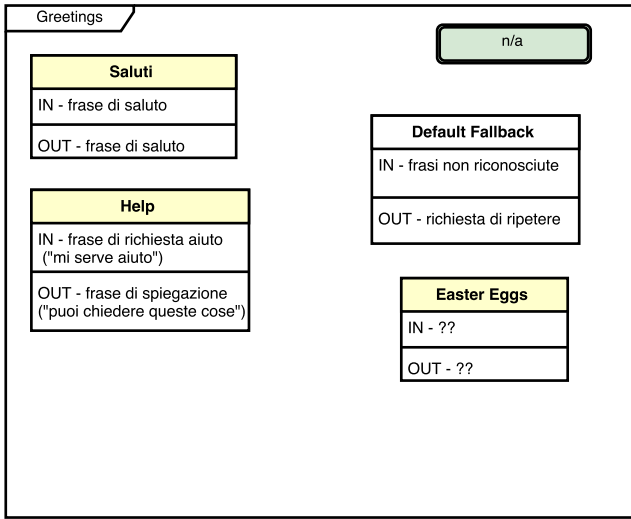 Greetings
n/a
Saluti
IN - frase di saluto
OUT - frase di saluto
Default Fallback
IN - frasi non riconosciute
OUT - richiesta di ripetere
Help
IN - frase di richiesta aiuto
("mi serve aiuto")
OUT - frase di spiegazione
("puoi chiedere queste cose")
Easter Eggs
IN - ??
OUT - ??